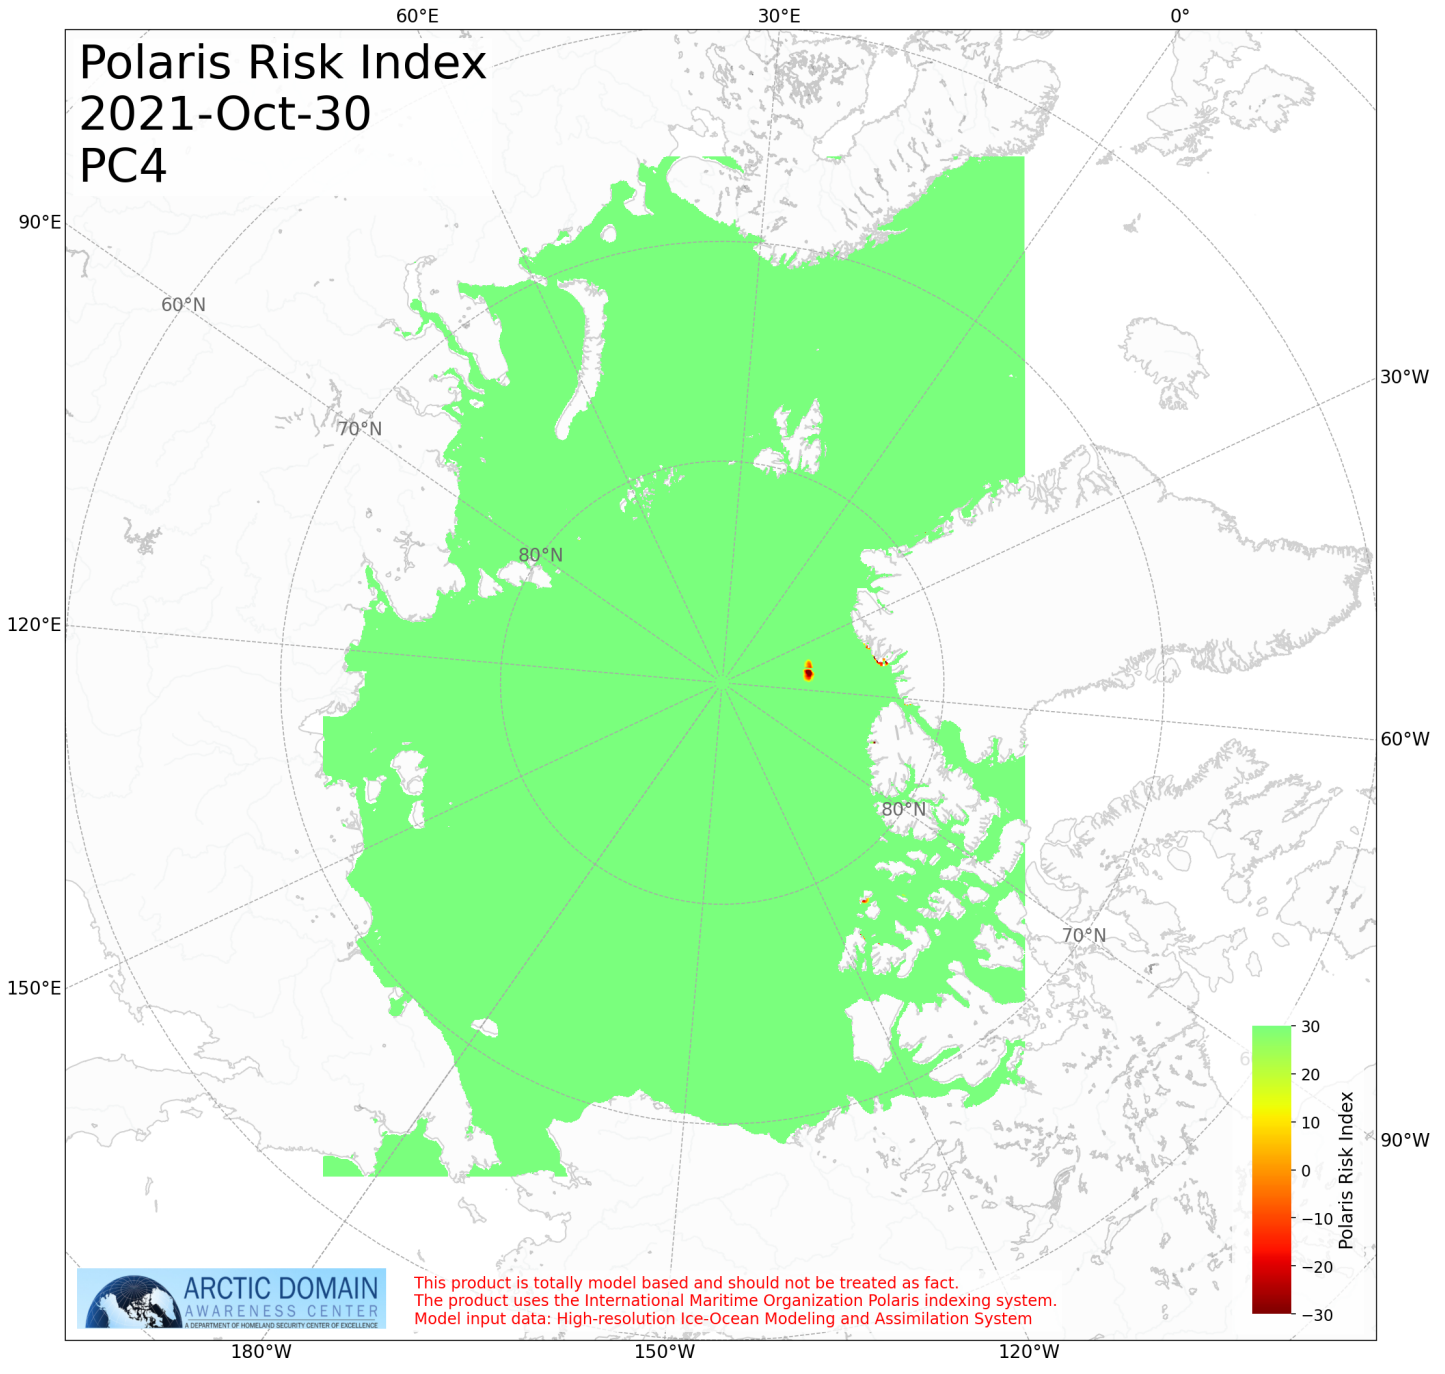 60°E
30°E
0°
Polaris Risk Index
2021-Oct-30
PC4
90°E
60°N
30°W
70°N
80°N
120°E
60°W
80°N
70°N
150°E
30
20
10
0
−10
−20
−30
Polaris Risk Index
90°W
ARCTIC DOMAIN
AWARENESS CENTER
A DEPARTMENT OF HOMELAND SECURITY CENTER OF EXCELLENCE
This product is totally model based and should not be treated as fact.
The product uses the International Maritime Organization Polaris indexing system.
Model input data: High-resolution Ice-Ocean Modeling and Assimilation System
180°W
150°W
120°W